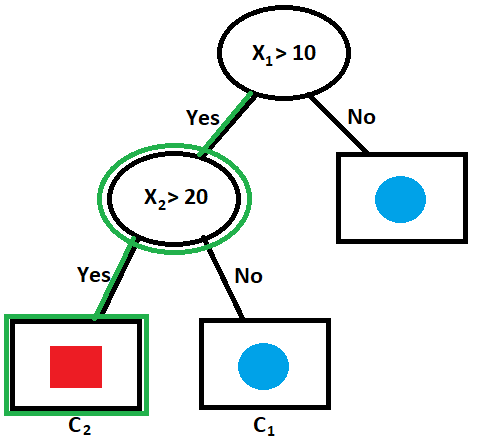 X₁> 10
Yes
No
X₂> 20
Yes
No
C₂
C₁